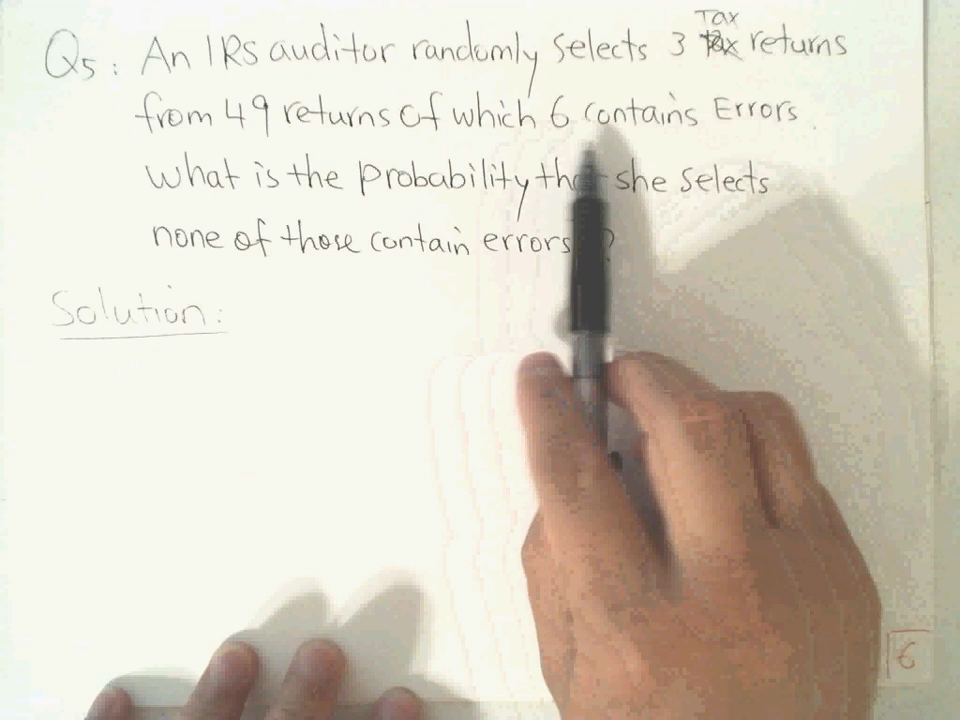 Q5: An IRS auditor randomly selects 3 Tax returns
from 49 returns of which 6 contains Errors.
What is the probability she selects
none of those contain errors ?
Solution:
6